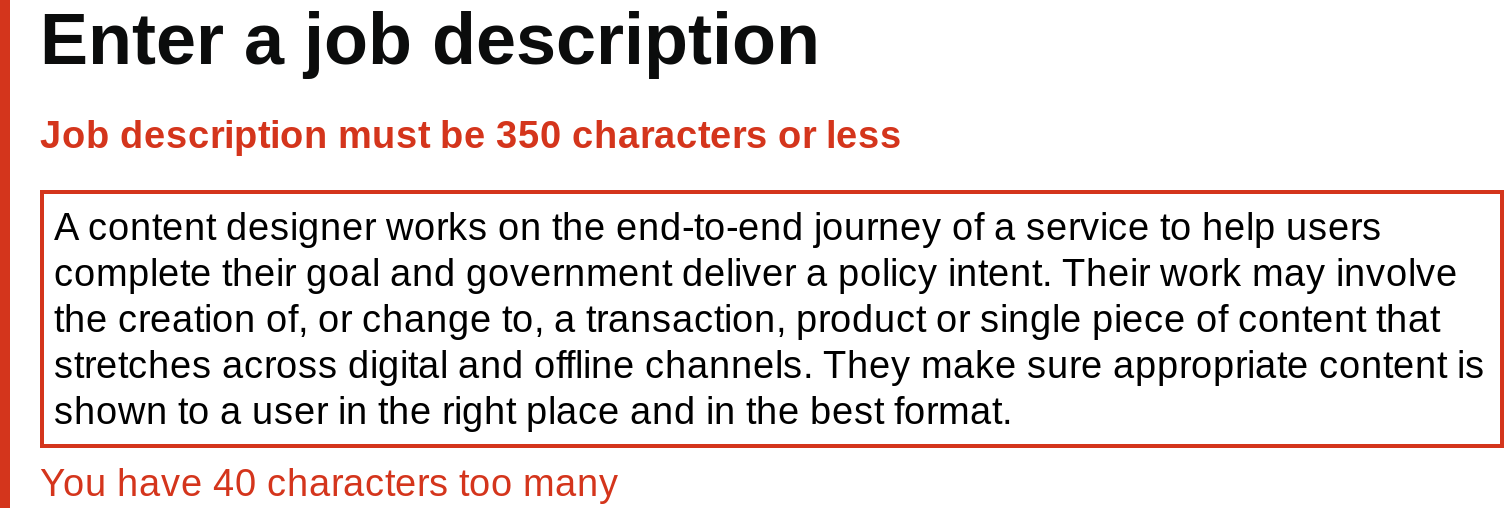 Enter a job description
Job description must be 350 characters or less
A content designer works on the end-to-end journey of a service to help users
complete their goal and government deliver a policy intent. Their work may involve
the creation of, or change to, a transaction, product or single piece of content that
stretches across digital and offline channels. They make sure appropriate content is
shown to a user in the right place and in the best format.
You have 40 characters too many